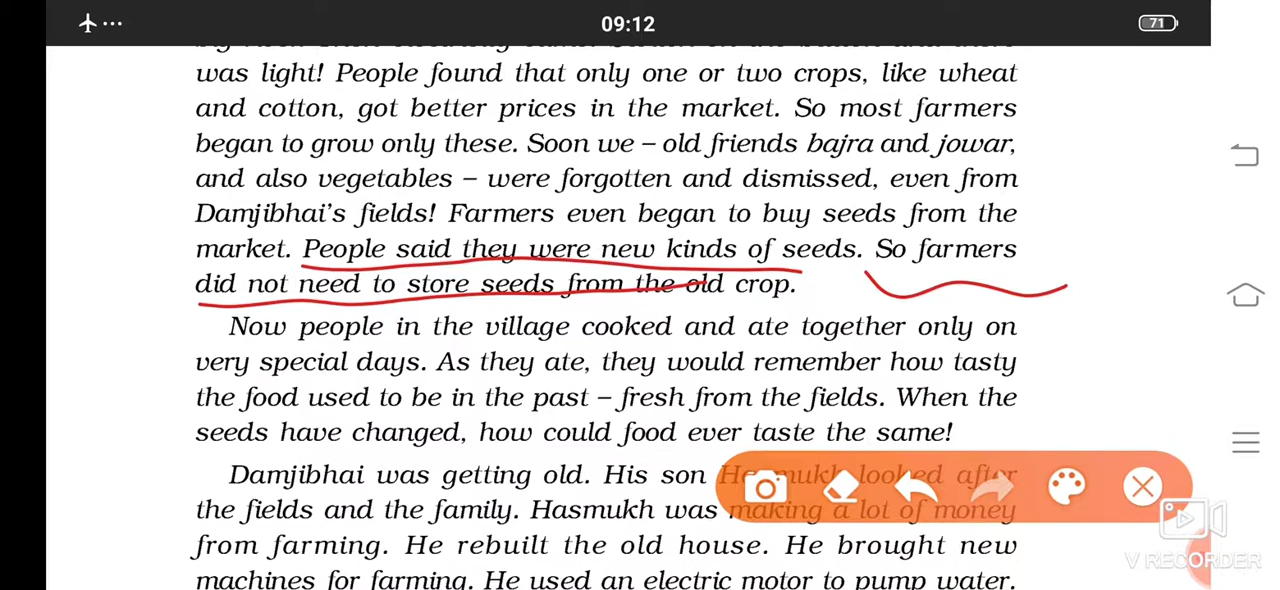 09:12
71
was light! People found that only one or two crops, like wheat
and cotton, got better prices in the market. So most farmers
began to grow only these. Soon we – old friends bajra and jowar,
and also vegetables – were forgotten and dismissed, even from
Damjibhai's fields! Farmers even began to buy seeds from the
market. People said they were new kinds of seeds. So farmers
did not need to store seeds from the old crop.
Now people in the village cooked and ate together only on
very special days. As they ate, they would remember how tasty
the food used to be in the past – fresh from the fields. When the
seeds have changed, how could food ever taste the same!
Damjibhai was getting old. His son Hasmukh looked after
the fields and the family. Hasmukh was making a lot of money
from farming. He rebuilt the old house. He brought new
machines for farming. He used an electric motor to pump water.
V RECORDER